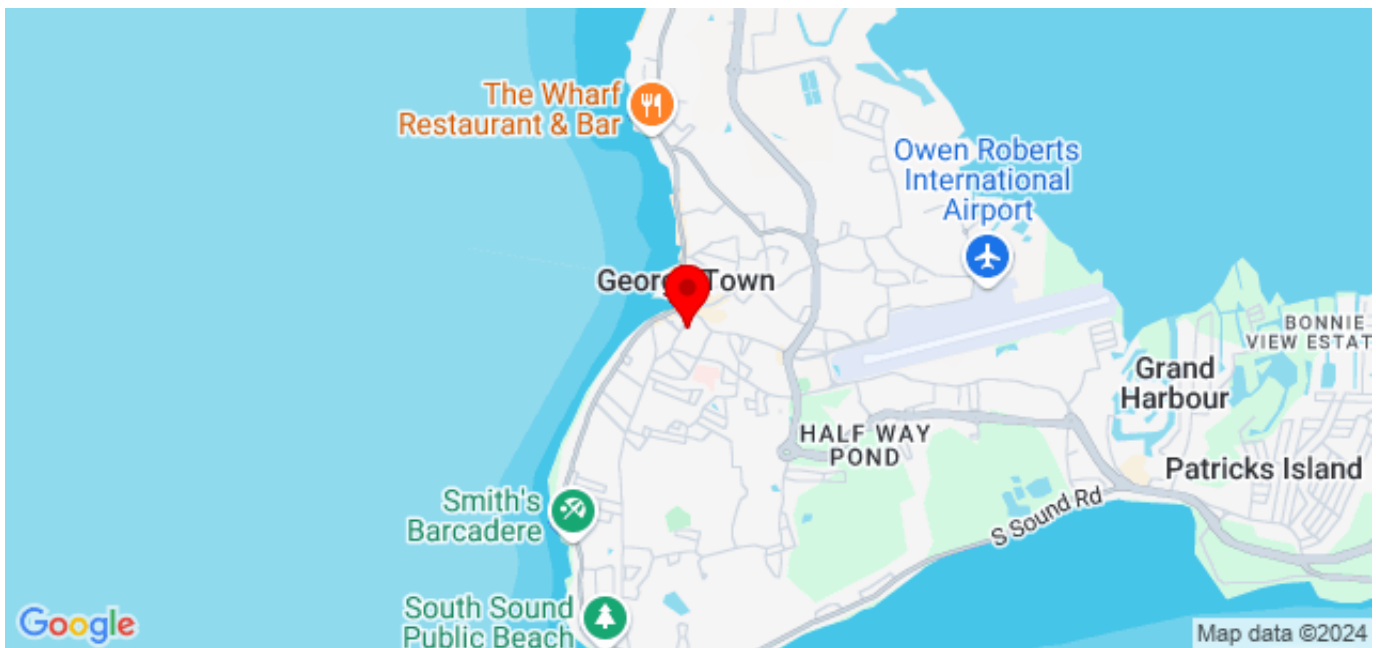 The Wharf
Restaurant & Bar
Owen Roberts
International
Airport
George Town
BONNIE
VIEW ESTAT
Grand
Harbour
HALF WAY
POND
Patricks Island
Smith's
Barcadere
S Sound Rd
South Sound
Public Beach
Google
Map data ©2024